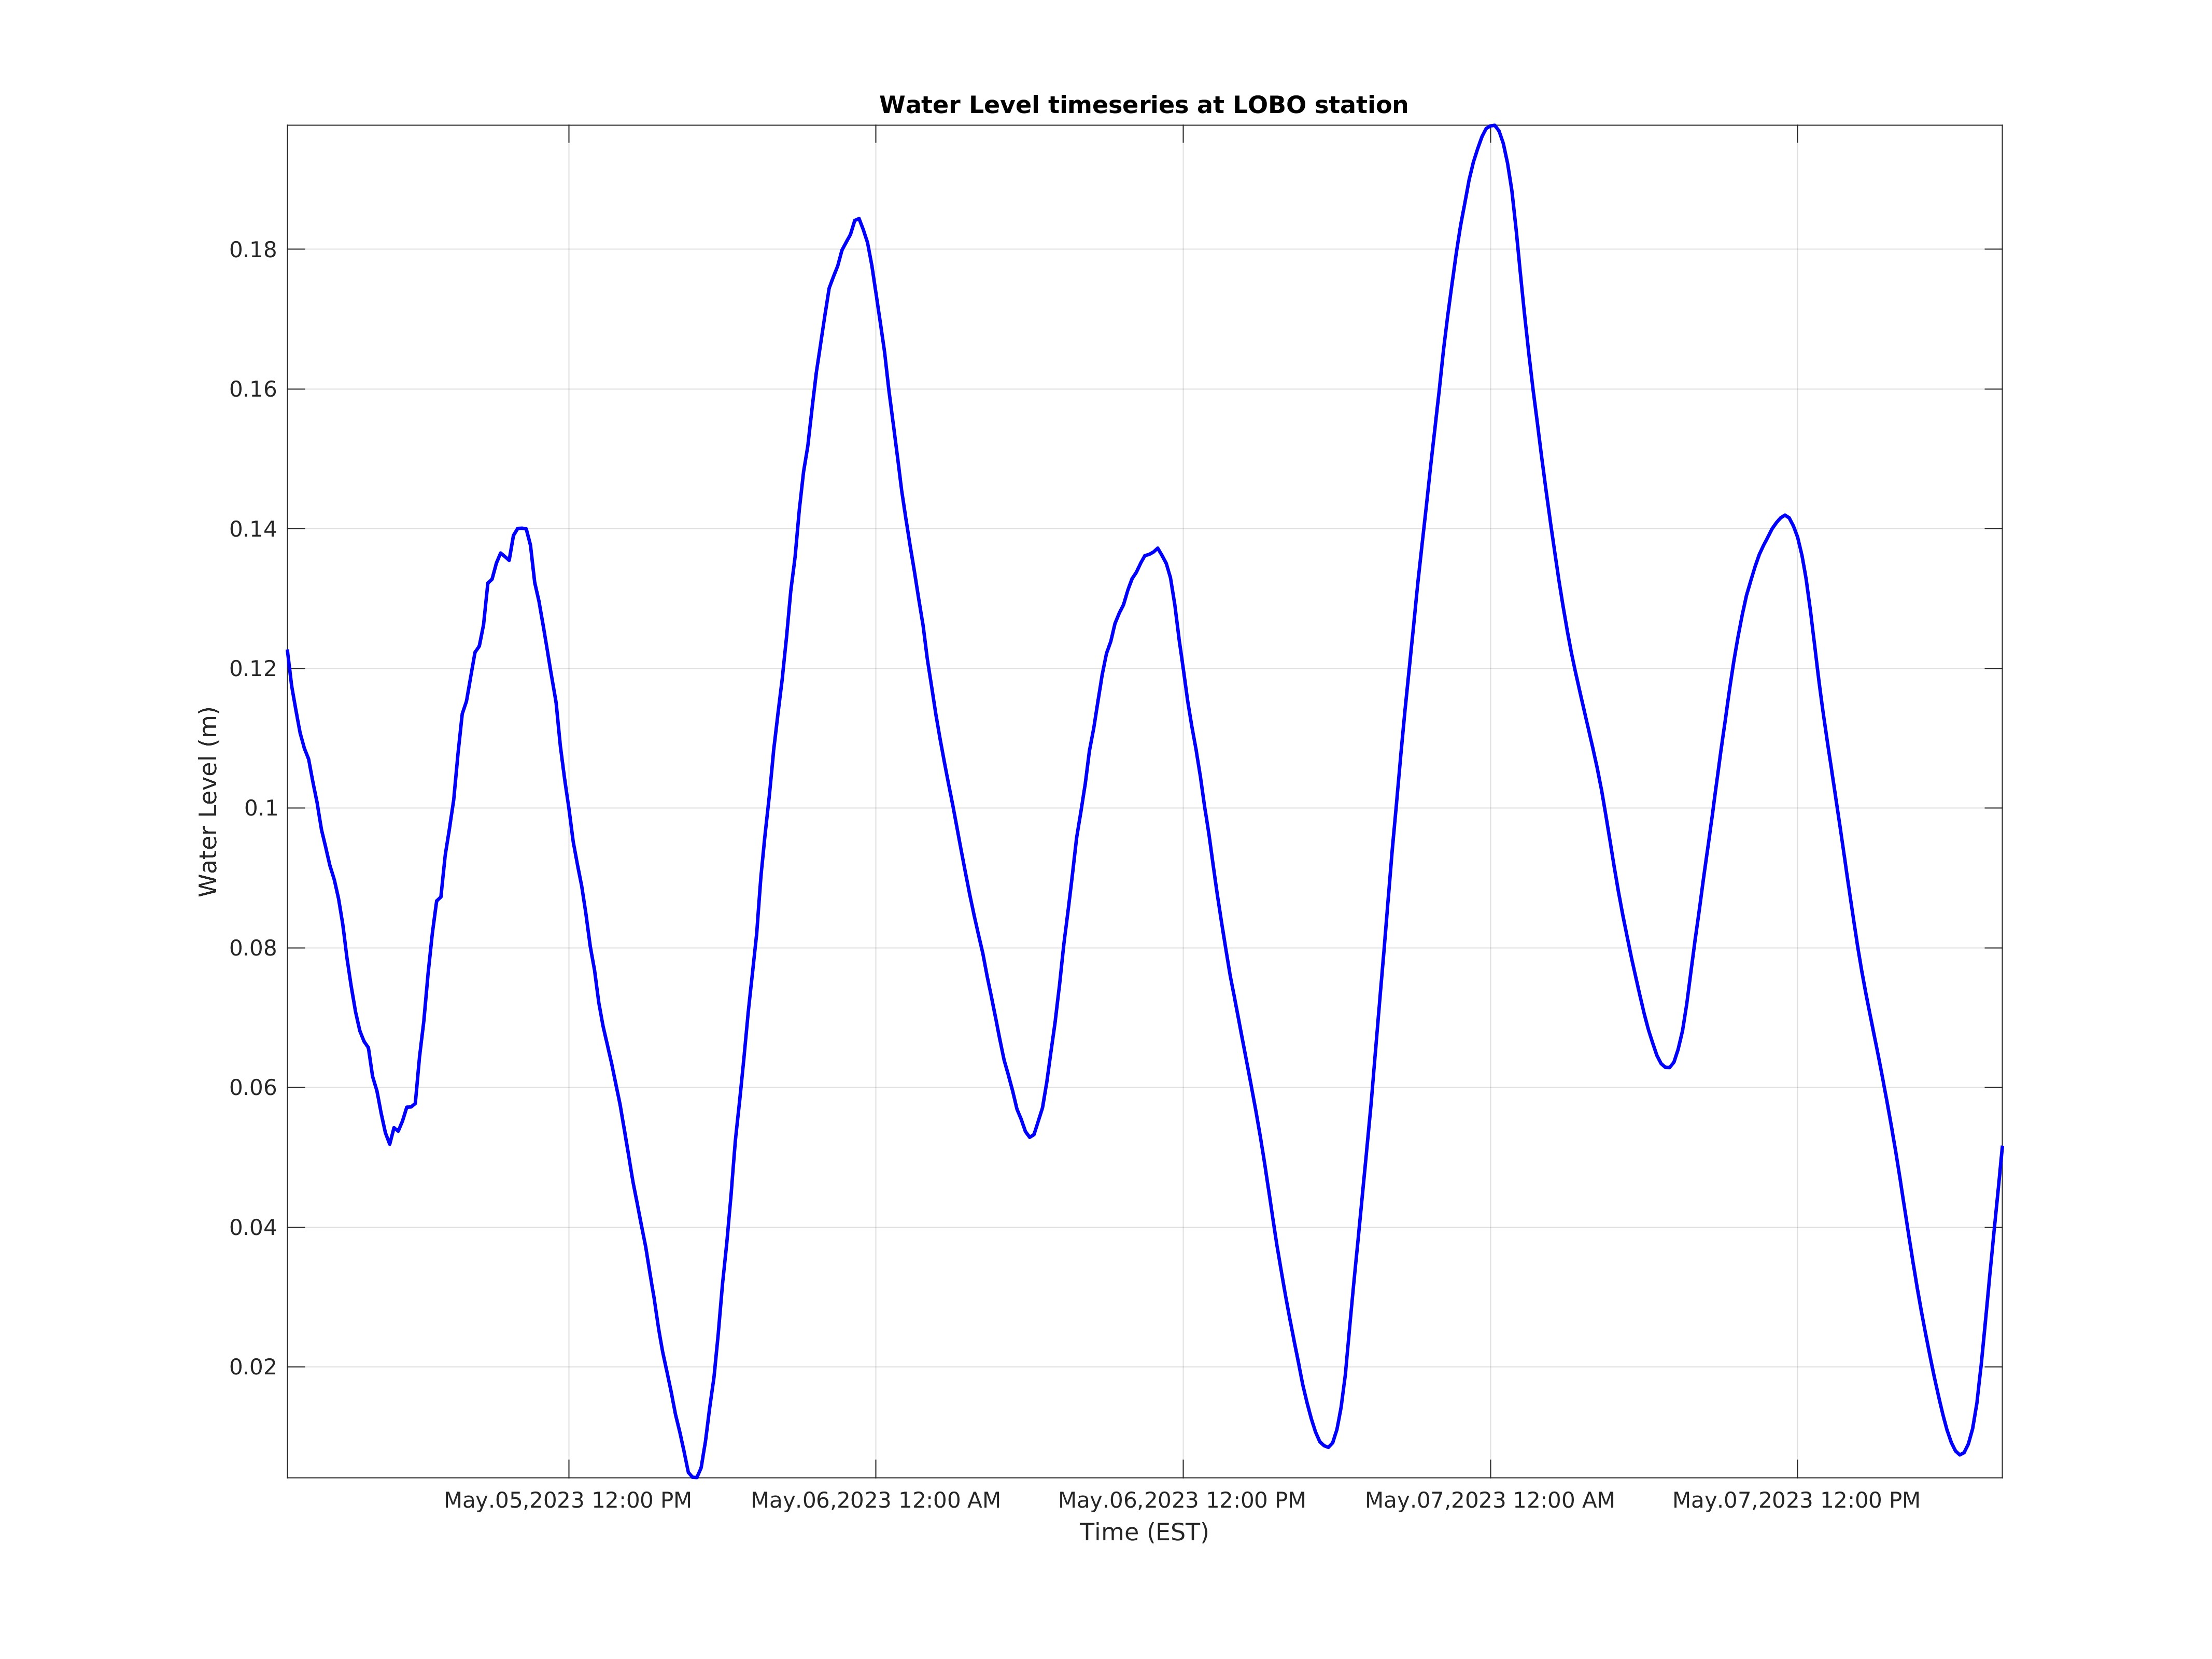 Water Level timeseries at LOBO station
0.18
0.16
0.14
0.12
0.1
0.08
0.06
0.04
0.02
Water Level (m)
May.05,2023 12:00 PM
May.06,2023 12:00 AM
May.06,2023 12:00 PM
May.07,2023 12:00 AM
May.07,2023 12:00 PM
Time (EST)